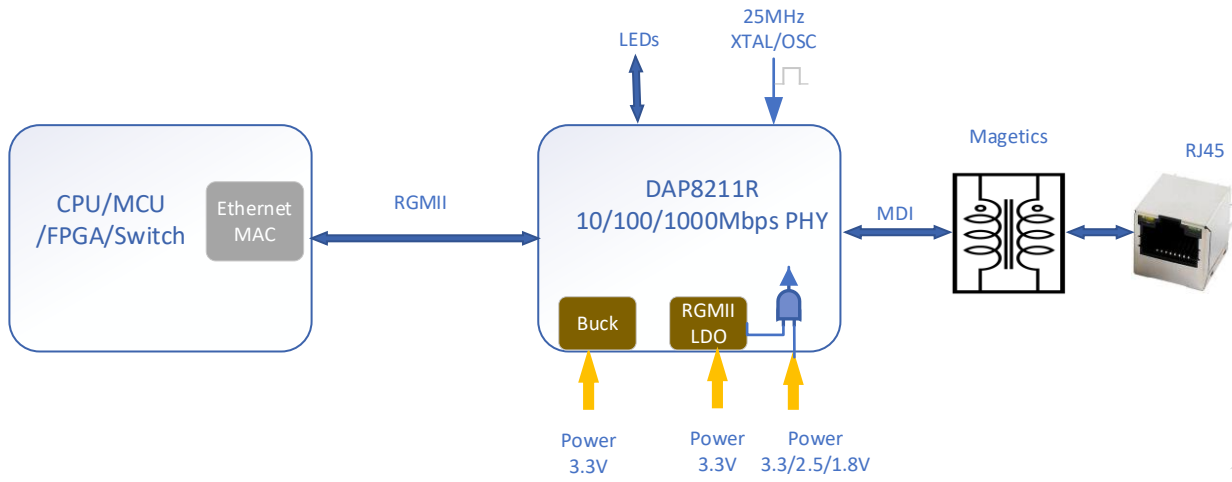 LEDs
25MHz
XTAL/OSC
CPU/MCU
/FPGA/Switch
Ethernet
MAC
RGMII
DAP8211R
10/100/1000Mbps PHY
Buck
RGMII
LDO
MDI
Magetics
RJ45
Power
3.3V
Power
3.3V
Power
3.3/2.5/1.8V